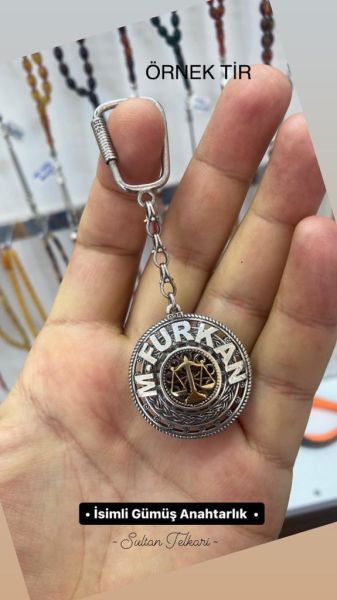 ÖRNEK TİR
M-FURKAN
• İsimli Gümüş Anahtarlık •
- Sultan Telkari -